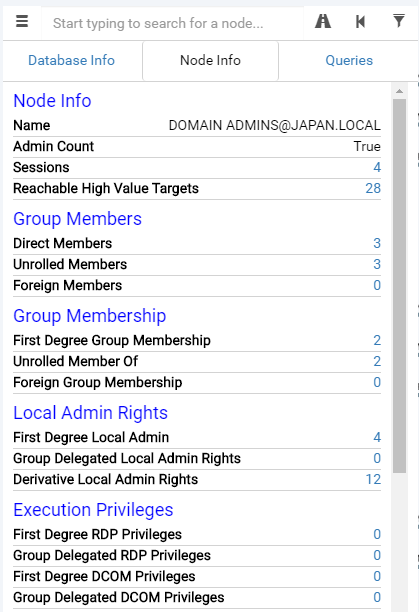 Start typing to search for a node...
Database Info
Node Info
Queries
Node Info
Name DOMAIN ADMINS@JAPAN.LOCAL
Admin Count True
Sessions 4
Reachable High Value Targets 28
Group Members
Direct Members 3
Unrolled Members 3
Foreign Members 0
Group Membership
First Degree Group Membership 2
Unrolled Member Of 2
Foreign Group Membership 0
Local Admin Rights
First Degree Local Admin 4
Group Delegated Local Admin Rights 0
Derivative Local Admin Rights 12
Execution Privileges
First Degree RDP Privileges 0
Group Delegated RDP Privileges 0
First Degree DCOM Privileges 0
Group Delegated DCOM Privileges 0